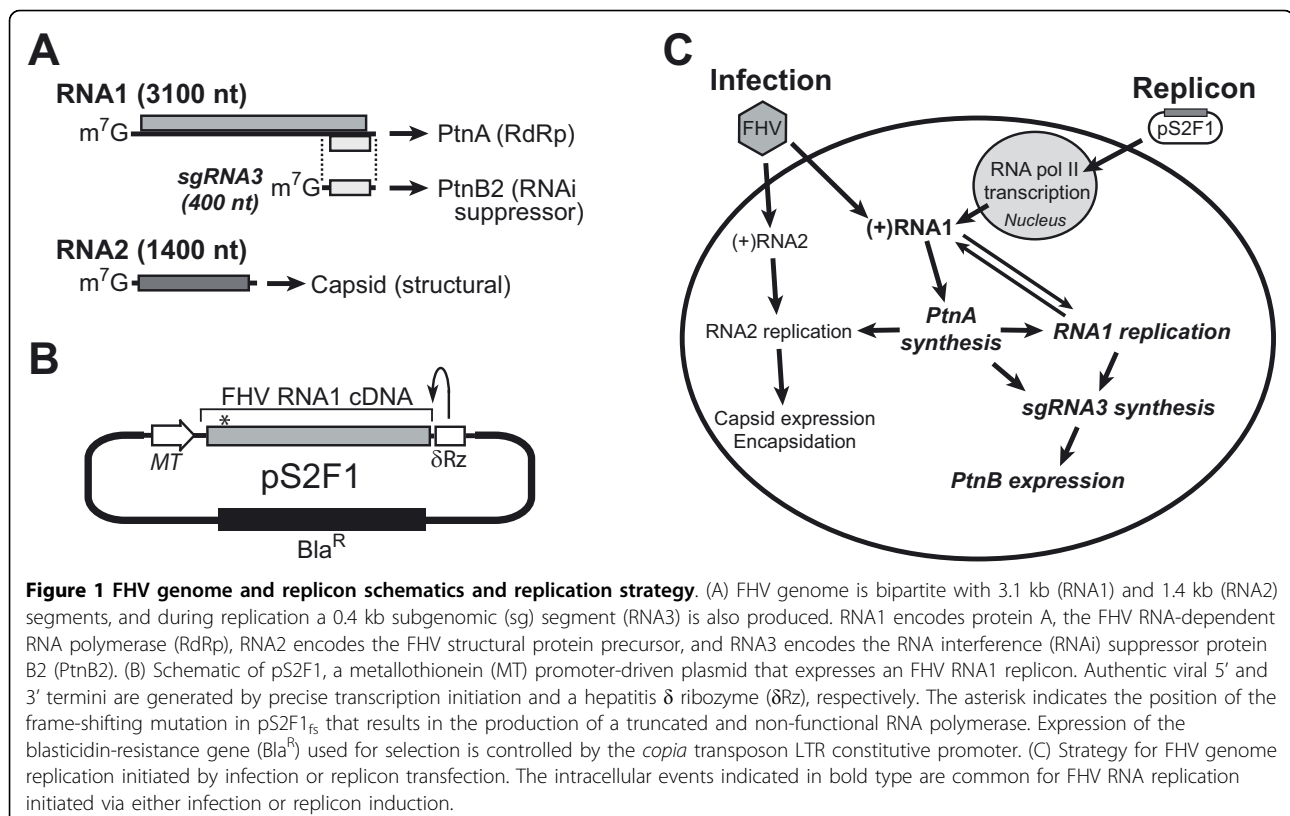 A
RNA1 (3100 nt)
m⁷G
PtnA (RdRp)
sgRNA3
(400 nt)
m⁷G
PtnB2 (RNAi
suppressor)
RNA2 (1400 nt)
m⁷G
Capsid (structural)
B
FHV RNA1 cDNA
*
MT
δRz
pS2F1
Bla^R
C
Infection
FHV
Replicon
pS2F1
RNA pol II
transcription
Nucleus
(+)RNA1
(+)RNA2
PtnA
synthesis
RNA2 replication
RNA1 replication
sgRNA3 synthesis
Capsid expression
Encapsidation
PtnB expression
Figure 1 FHV genome and replicon schematics and replication strategy. (A) FHV genome is bipartite with 3.1 kb (RNA1) and 1.4 kb (RNA2)
segments, and during replication a 0.4 kb subgenomic (sg) segment (RNA3) is also produced. RNA1 encodes protein A, the FHV RNA-dependent
RNA polymerase (RdRp), RNA2 encodes the FHV structural protein precursor, and RNA3 encodes the RNA interference (RNAi) suppressor protein
B2 (PtnB2). (B) Schematic of pS2F1, a metallothionein (MT) promoter-driven plasmid that expresses an FHV RNA1 replicon. Authentic viral 5′ and
3′ termini are generated by precise transcription initiation and a hepatitis δ ribozyme (δRz), respectively. The asterisk indicates the position of the
frame-shifting mutation in pS2F1fs that results in the production of a truncated and non-functional RNA polymerase. Expression of the
blasticidin-resistance gene (Bla^R) used for selection is controlled by the copia transposon LTR constitutive promoter. (C) Strategy for FHV genome
replication initiated by infection or replicon transfection. The intracellular events indicated in bold type are common for FHV RNA replication
initiated via either infection or replicon induction.